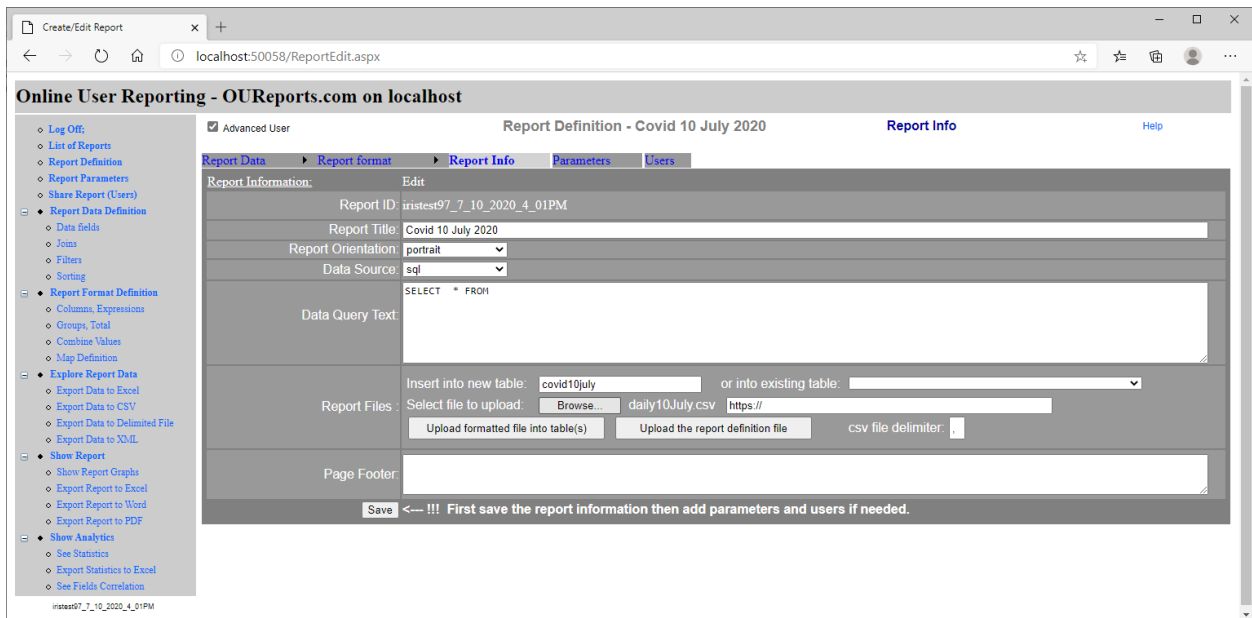 Create/Edit Report
localhost:50058/ReportEdit.aspx
Online User Reporting - OUReports.com on localhost
Log Off;
List of Reports
Report Definition
Report Parameters
Share Report (Users)
Report Data Definition
Data fields
Joins
Filters
Sorting
Report Format Definition
Columns, Expressions
Groups, Total
Combine Values
Map Definition
Explore Report Data
Export Data to Excel
Export Data to CSV
Export Data to Delimited File
Export Data to XML
Show Report
Show Report Graphs
Export Report to Excel
Export Report to Word
Export Report to PDF
Show Analytics
See Statistics
Export Statistics to Excel
See Fields Correlation
iristest97_7_10_2020_4_01PM
Advanced User Report Definition - Covid 10 July 2020 Report Info Help
Report Data Report format Report Info Parameters Users
Report Information: Edit
Report ID: iristest97_7_10_2020_4_01PM
Report Title: Covid 10 July 2020
Report Orientation: portrait
Data Source: sql
Data Query Text: SELECT * FROM
Report Files :
Insert into new table: covid10july or into existing table:
Select file to upload: Browse... daily10July.csv https://
Upload formatted file into table(s) Upload the report definition file csv file delimiter: ,
Page Footer:
Save <--- !!! First save the report information then add parameters and users if needed.